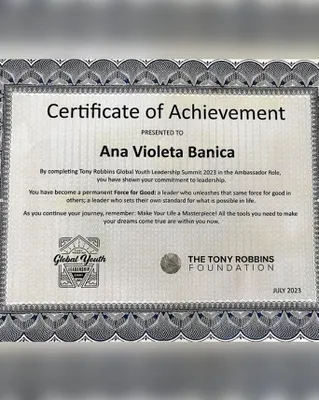 Certificate of Achievement
PRESENTED TO
Ana Violeta Banica
By completing Tony Robbins Global Youth Leadership Summit 2023 in the Ambassador Role,
you have shown your commitment to leadership.
You have become a permanent Force for Good: a leader who unleashes that same force for good in
others; a leader who sets their own standard for what is possible in life.
As you continue your journey, remember: Make Your Life a Masterpiece! All the tools you need to make
your dreams come true are within you now.
Global Youth
LEADERSHIP
SUMMIT
THE TONY ROBBINS
FOUNDATION
JULY 2023